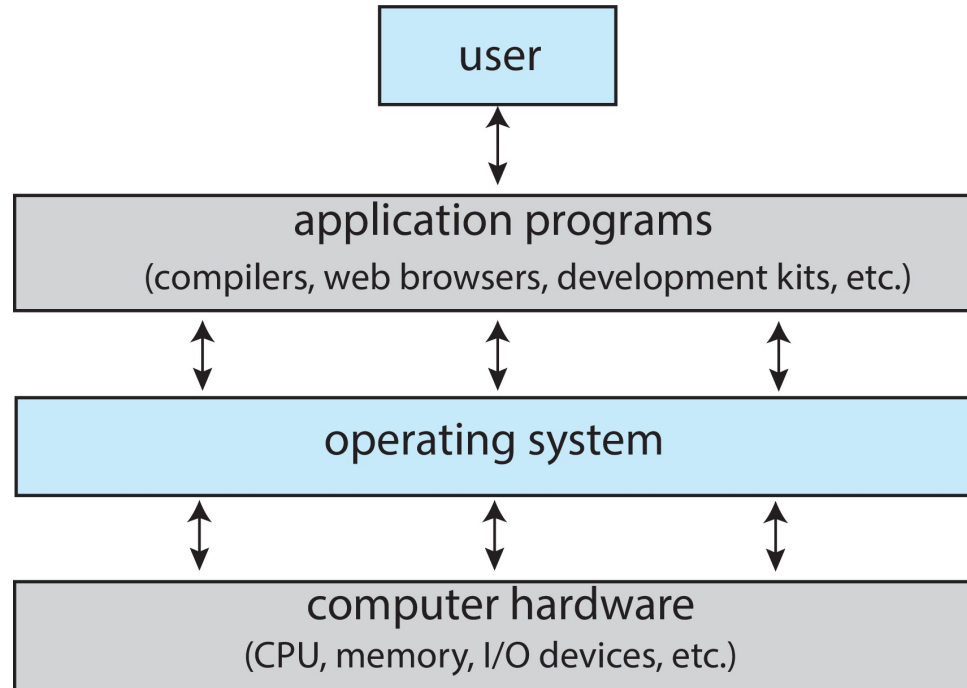 user
application programs
(compilers, web browsers, development kits, etc.)
operating system
computer hardware
(CPU, memory, I/O devices, etc.)